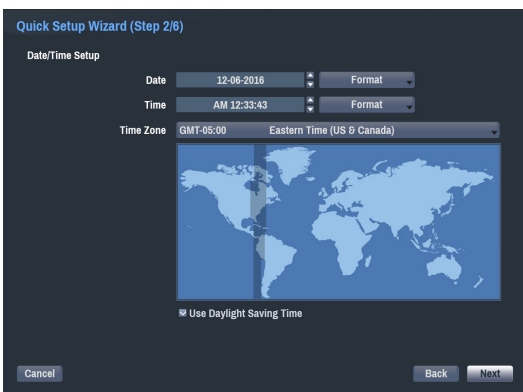 Quick Setup Wizard (Step 2/6)
Date/Time Setup
Date 12-06-2016 Format
Time AM 12:33:43 Format
Time Zone GMT-05:00 Eastern Time (US & Canada)
Use Daylight Saving Time
Cancel Back Next